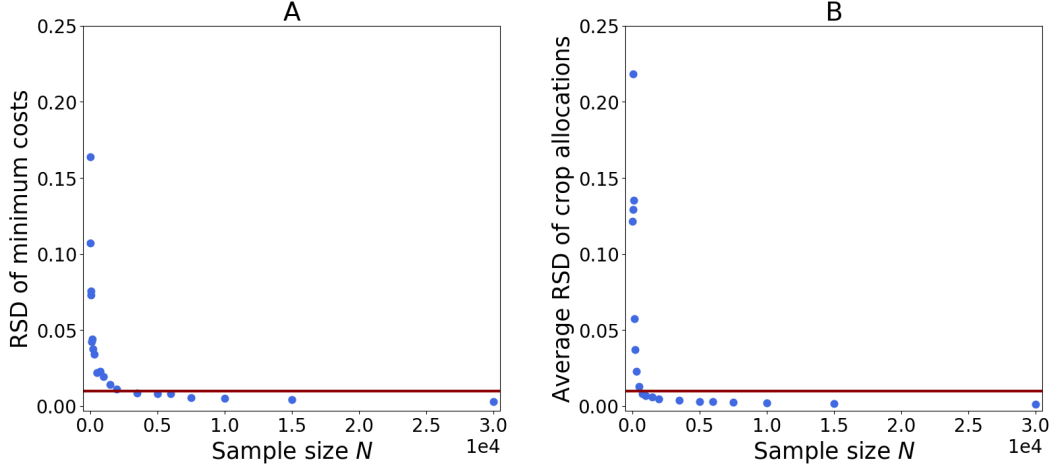 A
RSD of minimum costs
0.25
0.20
0.15
0.10
0.05
0.00
0.0 0.5 1.0 1.5 2.0 2.5 3.0
1e4
Sample size N
B
Average RSD of crop allocations
0.25
0.20
0.15
0.10
0.05
0.00
0.0 0.5 1.0 1.5 2.0 2.5 3.0
1e4
Sample size N